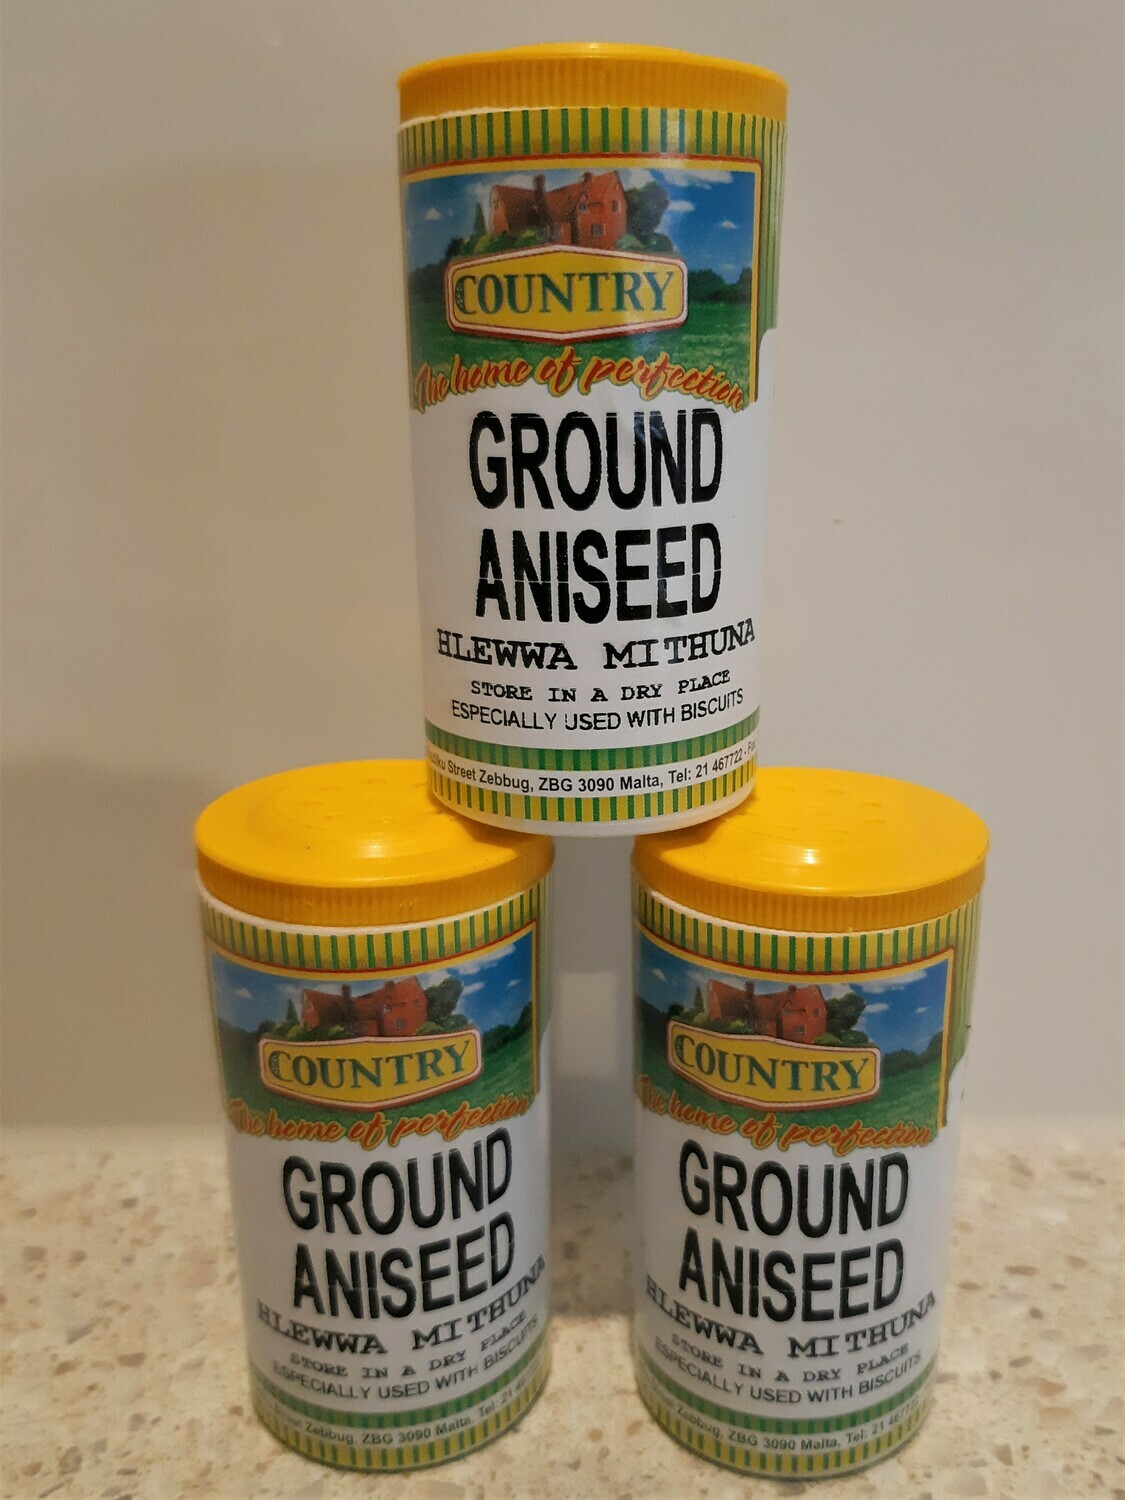 COUNTRY
The home of perfection
GROUND
ANISEED
HLEWWA MITHUNA
STORE IN A DRY PLACE
ESPECIALLY USED WITH BISCUITS
Street Zebbug, ZBG 3090 Malta, Tel: 21 467722 -
COUNTRY
The home of perfection
GROUND
ANISEED
HLEWWA MITHUNA
STORE IN A DRY PLACE
ESPECIALLY USED WITH BISCUITS
Street Zebbug, ZBG 3090 Malta, Tel: 21
COUNTRY
The home of perfection
GROUND
ANISEED
HLEWWA MITHUNA
STORE IN A DRY PLACE
ESPECIALLY USED WITH BISCUITS
Zebbug, ZBG 3090 Malta, Tel: 21